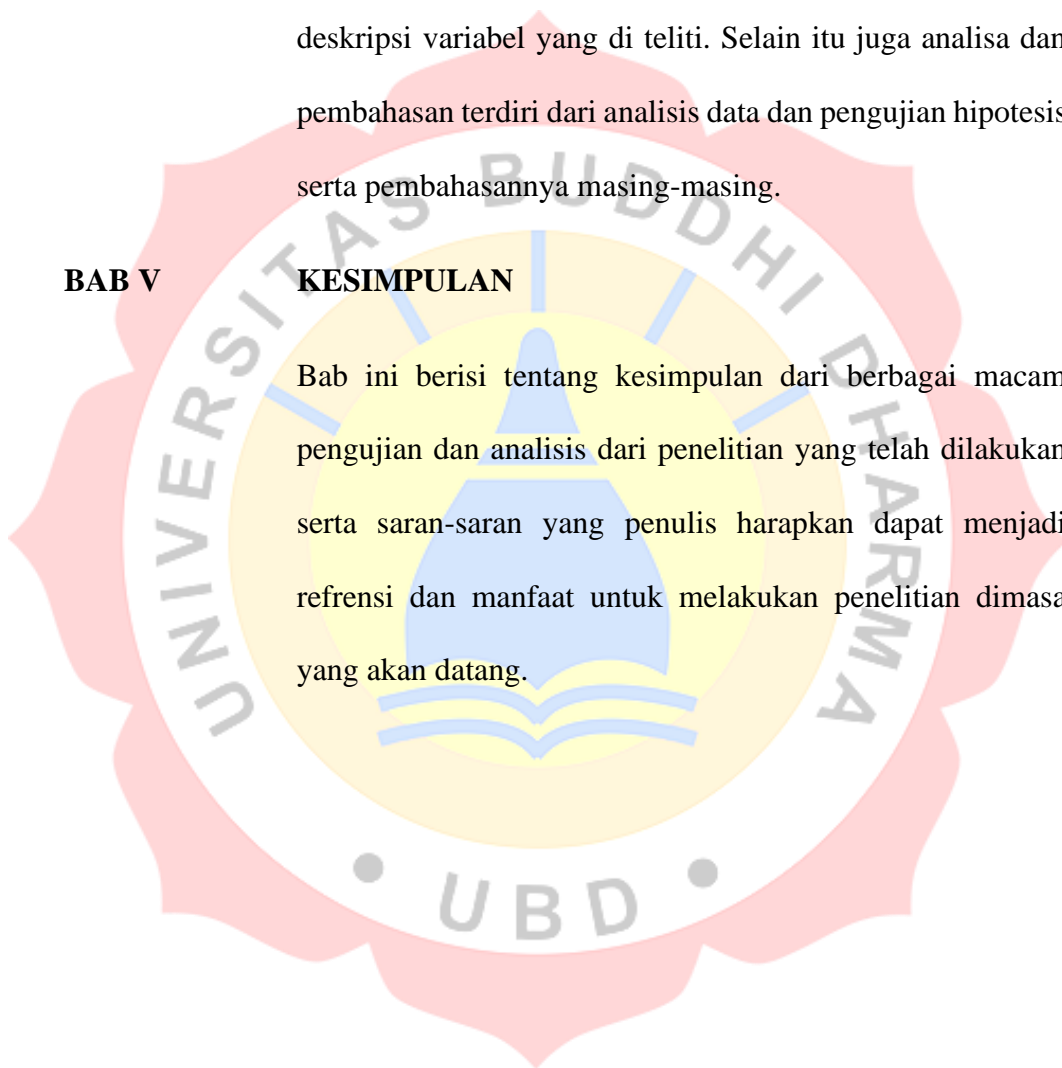 deskripsi variabel yang di teliti. Selain itu juga analisa dan
pembahasan terdiri dari analisis data dan pengujian hipotesis
serta pembahasannya masing-masing.
BAB V KESIMPULAN
Bab ini berisi tentang kesimpulan dari berbagai macam
pengujian dan analisis dari penelitian yang telah dilakukan
serta saran-saran yang penulis harapkan dapat menjadi
refrensi dan manfaat untuk melakukan penelitian dimasa
yang akan datang.
UNIVERSITAS BUDDHI DHARMA
• UBD •